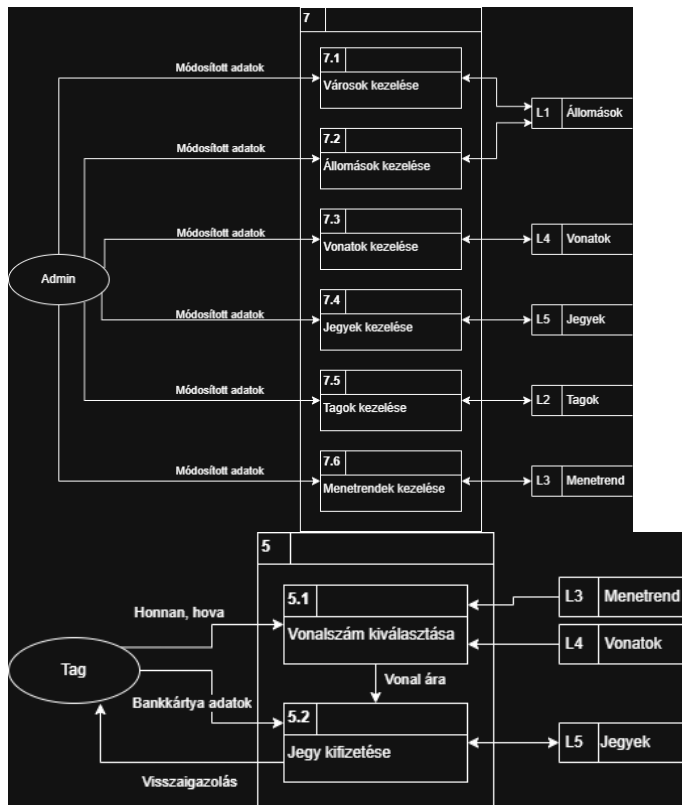 7
7.1
Módosított adatok
Városok kezelése
L1 Állomások
7.2
Módosított adatok
Állomások kezelése
7.3
Módosított adatok
Vonatok kezelése
L4 Vonatok
Admin
7.4
Módosított adatok
Jegyek kezelése
L5 Jegyek
7.5
Módosított adatok
Tagok kezelése
L2 Tagok
7.6
Módosított adatok
Menetrendek kezelése
L3 Menetrend
5
5.1
L3 Menetrend
Honnan, hova
Vonalszám kiválasztása
L4 Vonatok
Tag
Vonal ára
Bankkártya adatok
5.2
Jegy kifizetése
L5 Jegyek
Visszaigazolás